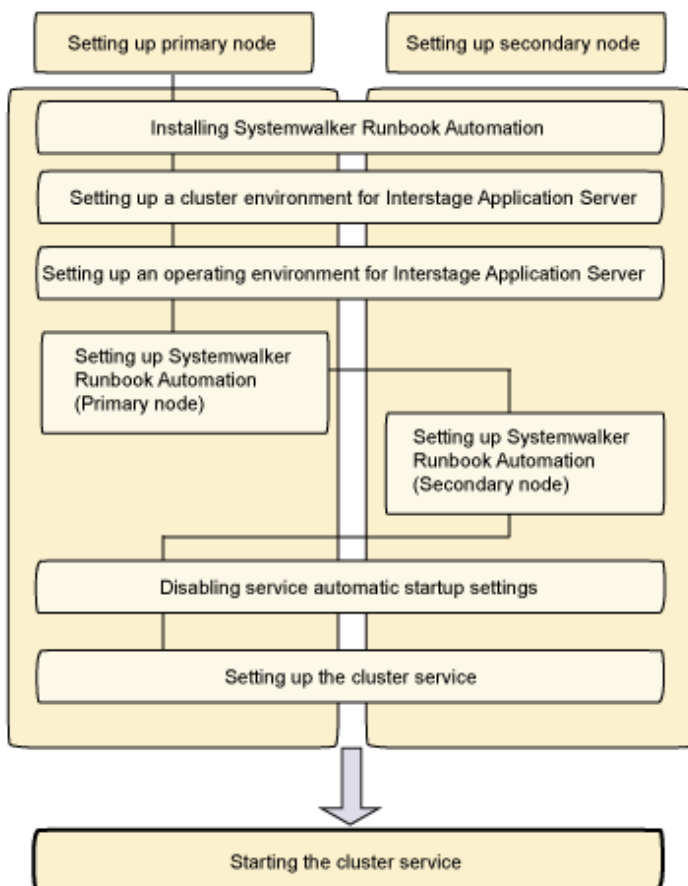 Setting up primary node
Setting up secondary node
Installing Systemwalker Runbook Automation
Setting up a cluster environment for Interstage Application Server
Setting up an operating environment for Interstage Application Server
Setting up Systemwalker
Runbook Automation
(Primary node)
Setting up Systemwalker
Runbook Automation
(Secondary node)
Disabling service automatic startup settings
Setting up the cluster service
Starting the cluster service